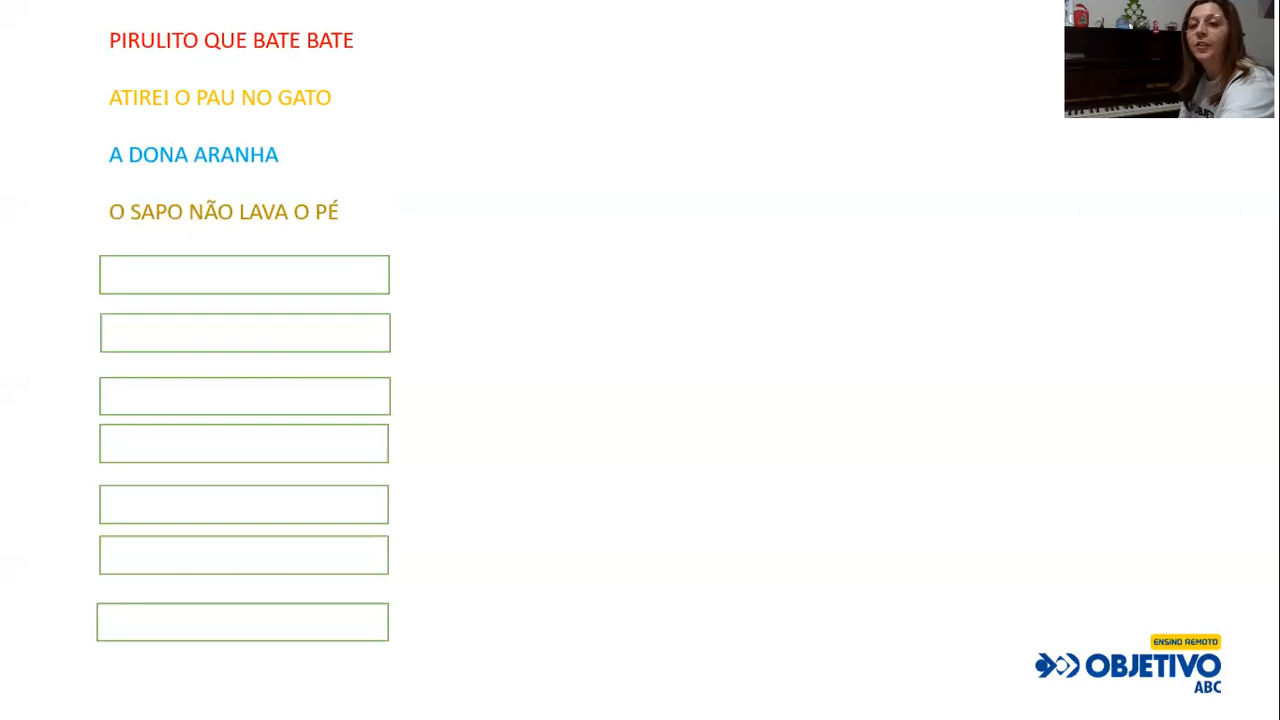 PIRULITO QUE BATE BATE
ATIREI O PAU NO GATO
A DONA ARANHA
O SAPO NÃO LAVA O PÉ
ENSINO REMOTO
OBJETIVO
ABC